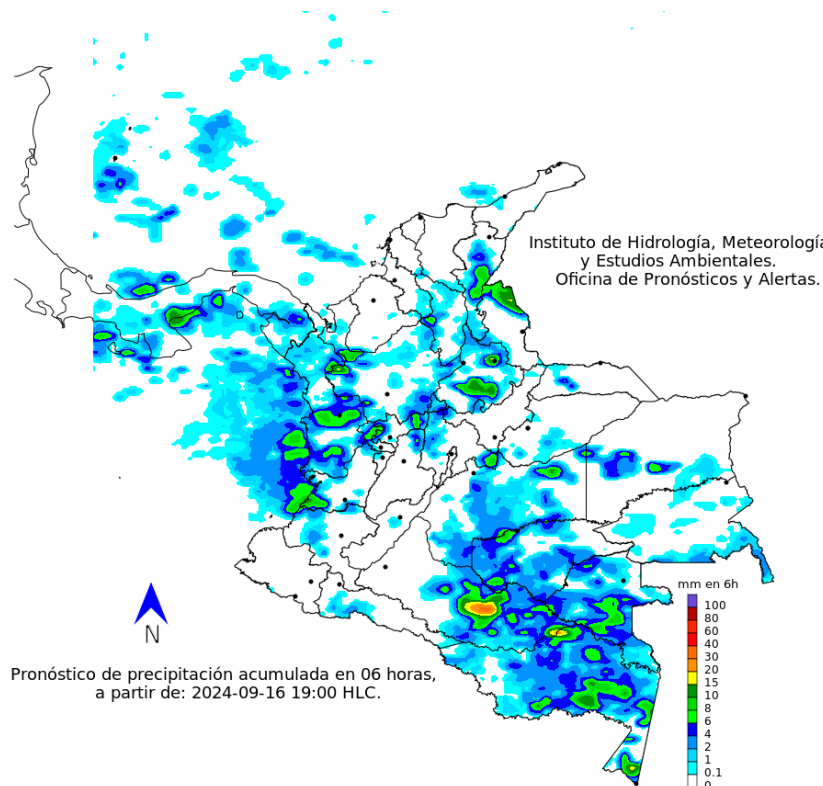 Instituto de Hidrología, Meteorología
y Estudios Ambientales.
Oficina de Pronósticos y Alertas.
N
Pronóstico de precipitación acumulada en 06 horas,
a partir de: 2024-09-16 19:00 HLC.
mm en 6h
100
80
60
40
30
20
15
10
8
6
4
2
1
0.1
0